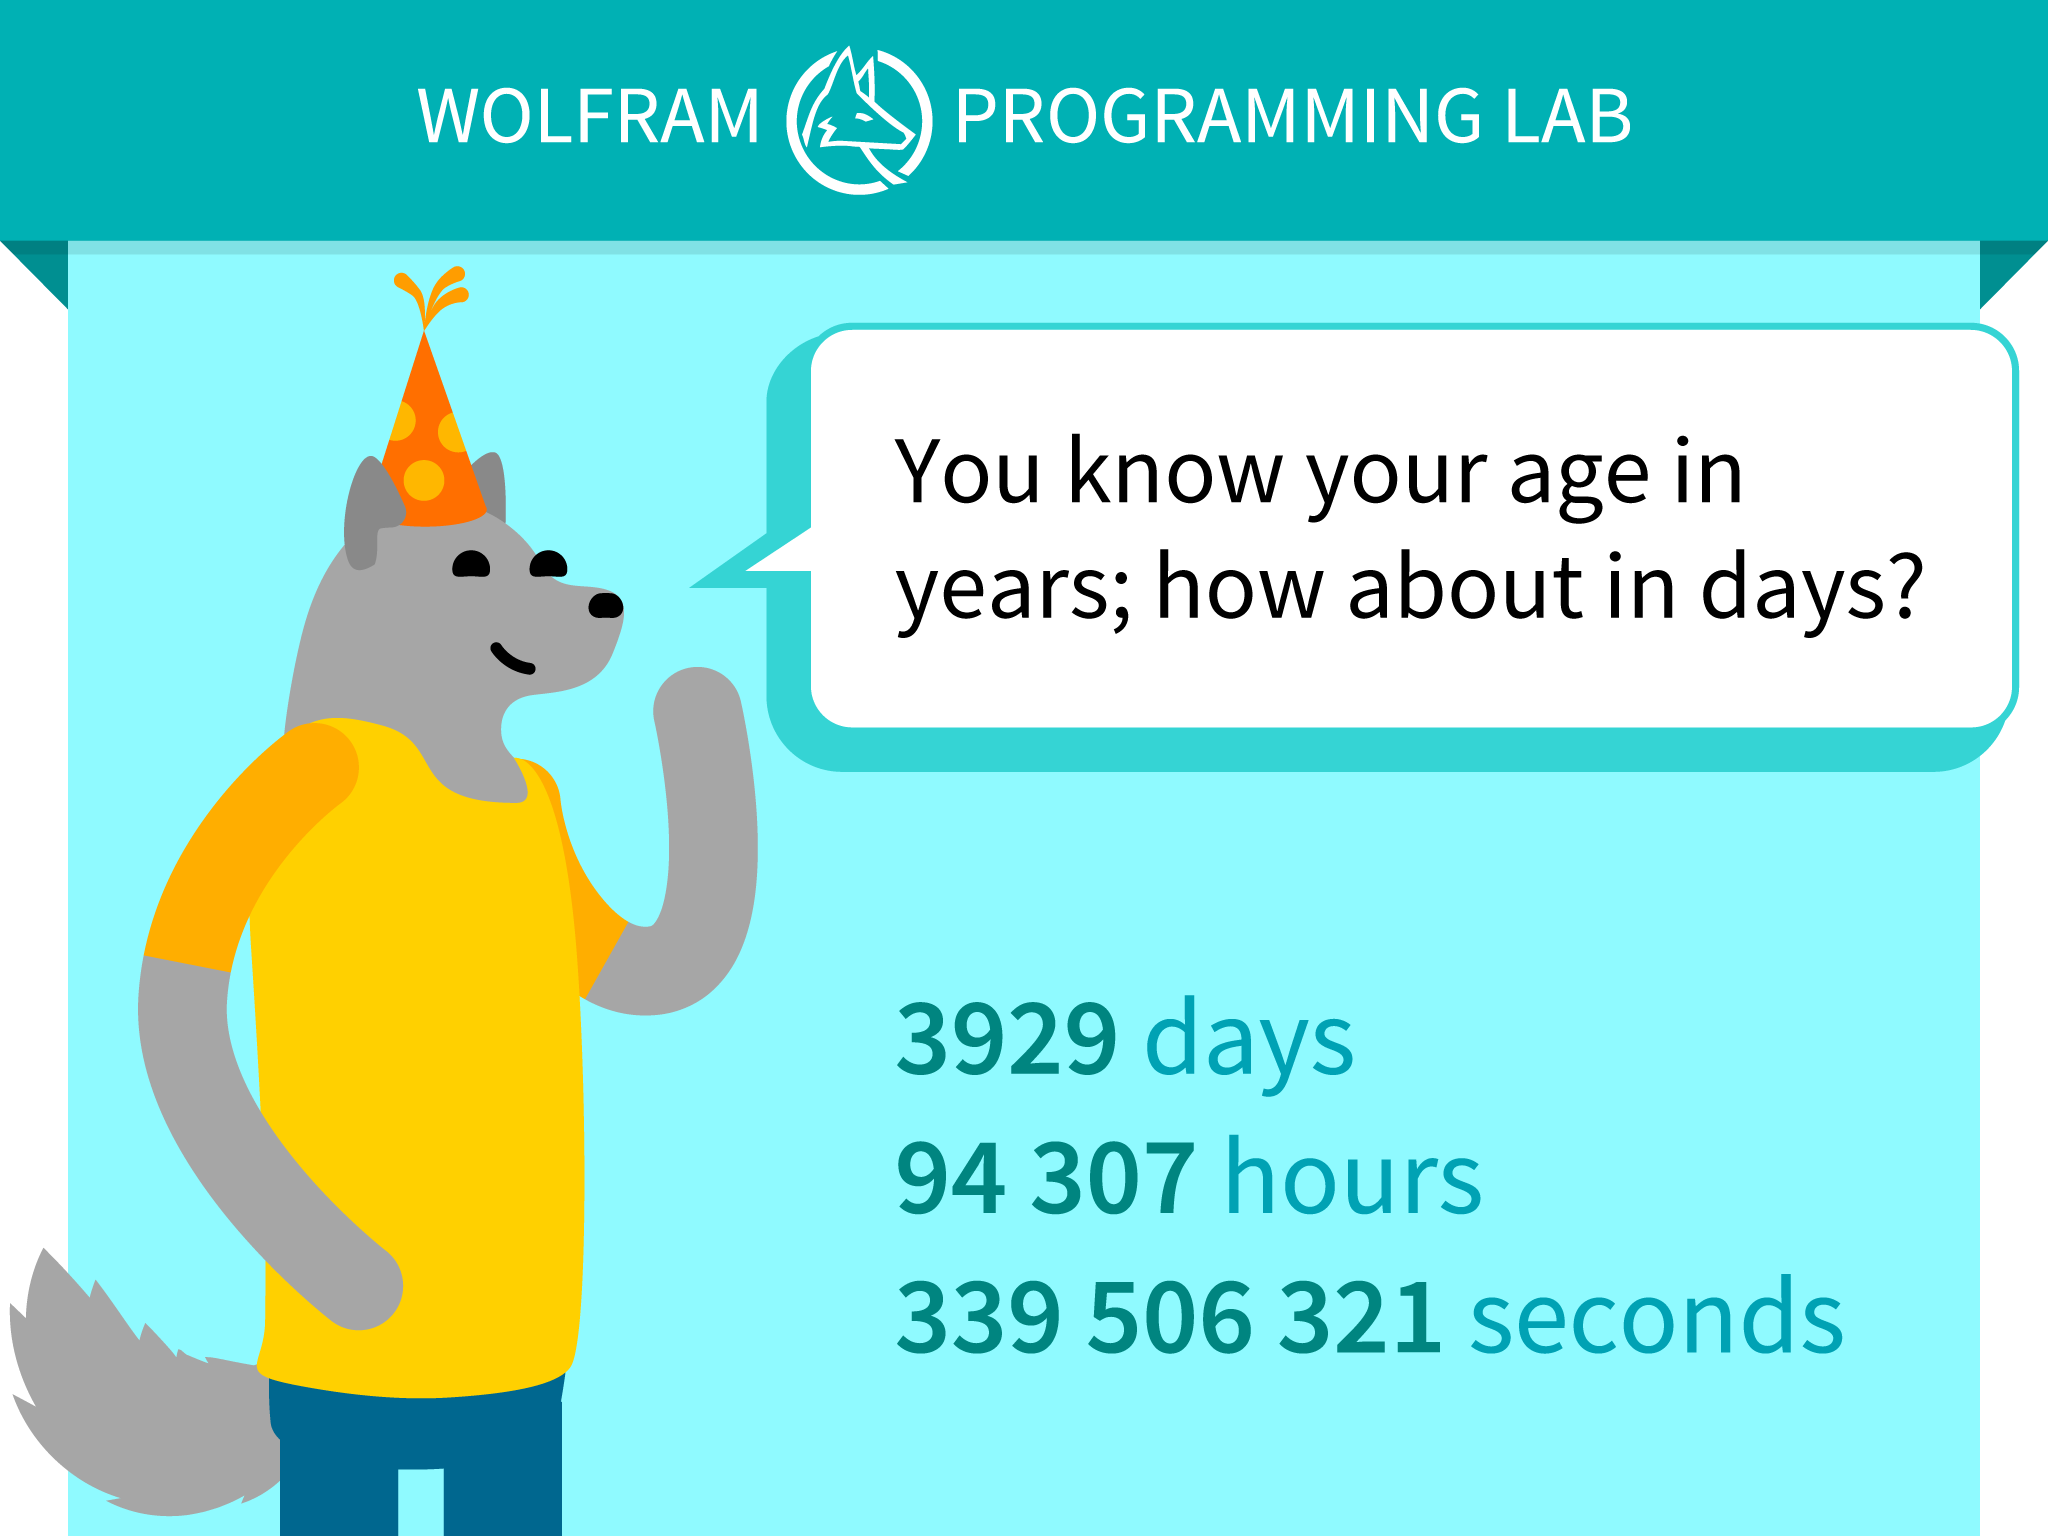 WOLFRAM PROGRAMMING LAB
You know your age in
years; how about in days?
3929 days
94 307 hours
339 506 321 seconds